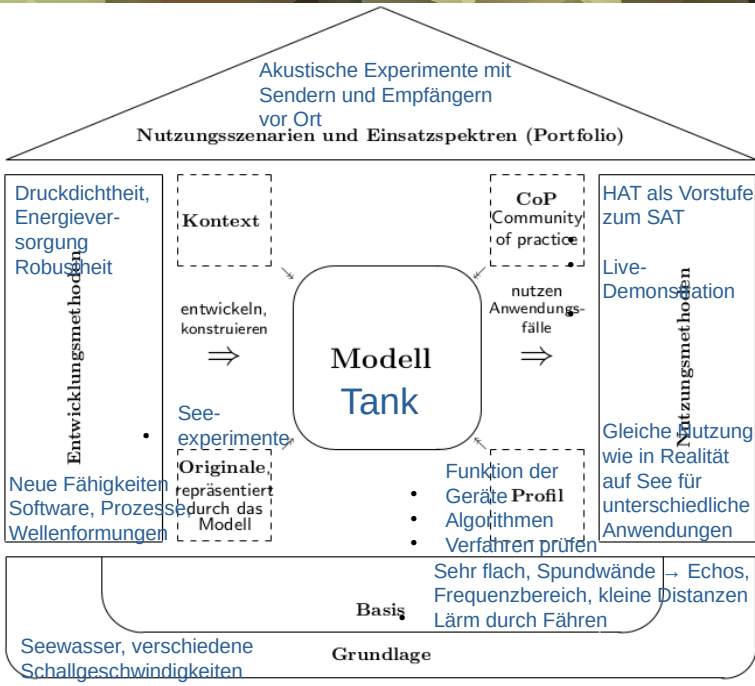 Akustische Experimente mit
Sendern und Empfängern
vor Ort
Nutzungsszenarien und Einsatzspektren (Portfolio)
Druckdichtheit,
Energiever-
sorgung
Robustheit
Entwicklungsmethoden
Neue Fähigkeiten
Software, Prozesse,
Wellenformungen
Kontext
entwickeln,
konstruieren
⇒
See-
experimente
Originale,
repräsentiert
durch das
Modell
Modell
Tank
CoP
Community
of practice
nutzen
Anwendungs-
fälle
⇒
Funktion der
Geräte
Algorithmen
Verfahren prüfen
Profil
HAT als Vorstufe
zum SAT
Live-
Demonstration
Nutzungsmethoden
Gleiche Nutzung
wie in Realität
auf See für
unterschiedliche
Anwendungen
Sehr flach, Spundwände → Echos,
Frequenzbereich, kleine Distanzen
Lärm durch Fähren
Basis
Seewasser, verschiedene
Schallgeschwindigkeiten
Grundlage